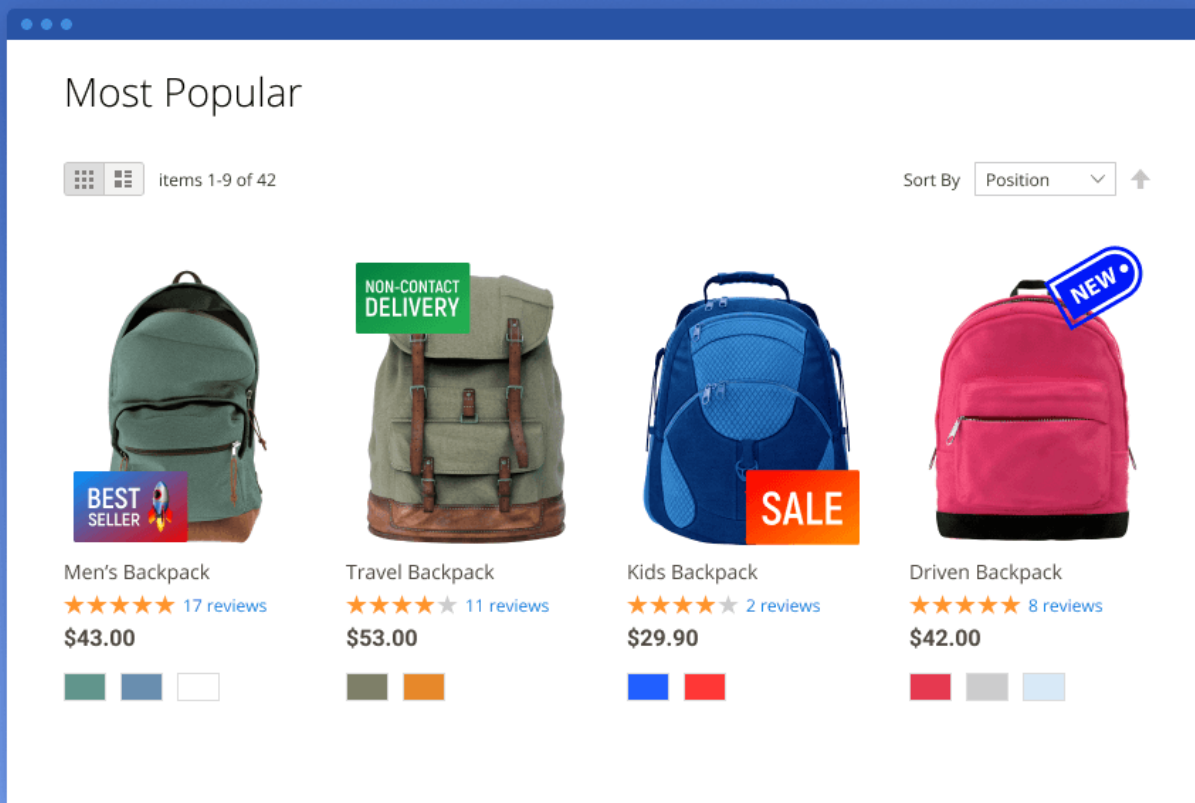 Most Popular
items 1-9 of 42
Sort By Position
NON-CONTACT
DELIVERY
NEW
BEST
SELLER
SALE
Men’s Backpack
17 reviews
$43.00
Travel Backpack
11 reviews
$53.00
Kids Backpack
2 reviews
$29.90
Driven Backpack
8 reviews
$42.00